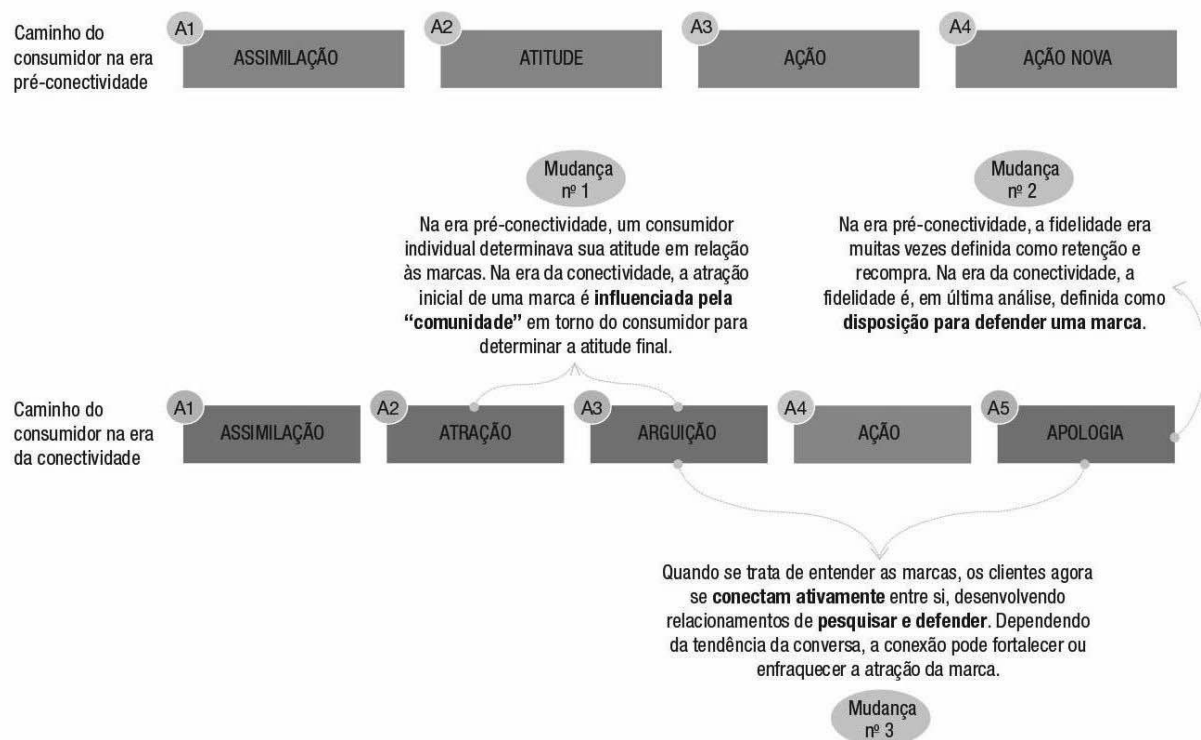 Caminho do
consumidor na era
pré-conectividade
A1
ASSIMILAÇÃO
A2
ATITUDE
A3
AÇÃO
A4
AÇÃO NOVA
Mudança
nº 1
Na era pré-conectividade, um consumidor
individual determinava sua atitude em relação
às marcas. Na era da conectividade, a atração
inicial de uma marca é influenciada pela
“comunidade” em torno do consumidor para
determinar a atitude final.
Mudança
nº 2
Na era pré-conectividade, a fidelidade era
muitas vezes definida como retenção e
recompra. Na era da conectividade, a
fidelidade é, em última análise, definida como
disposição para defender uma marca.
Caminho do
consumidor na era
da conectividade
A1
ASSIMILAÇÃO
A2
ATRAÇÃO
A3
ARGUIÇÃO
A4
AÇÃO
A5
APOLOGIA
Quando se trata de entender as marcas, os clientes agora
se conectam ativamente entre si, desenvolvendo
relacionamentos de pesquisar e defender. Dependendo
da tendência da conversa, a conexão pode fortalecer ou
enfraquecer a atração da marca.
Mudança
nº 3